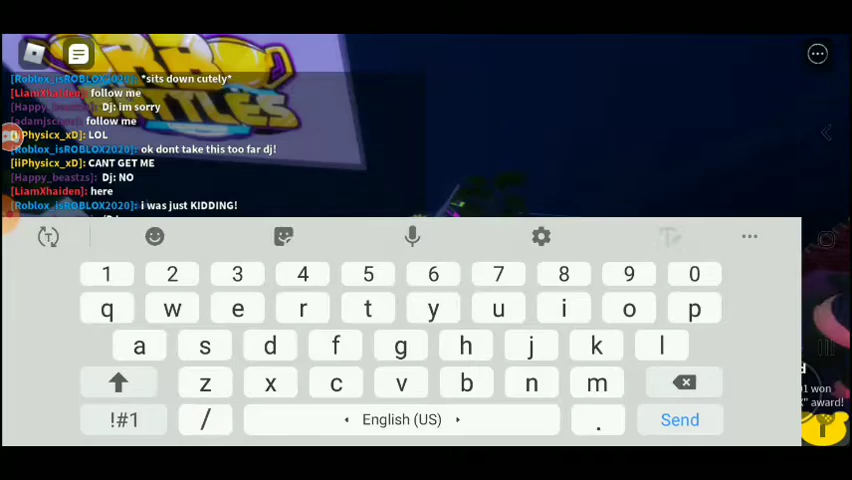 BATTLES
[Roblox_isROBLOX2020]: *sits down cutely*
[LiamXhaiden]: follow me
Dj: im sorry
follow me
LOL
[Roblox_isROBLOX2020]: ok dont take this too far dj!
[iiPhysicx_xD]: CANT GET ME
[Happy_beastzs]: Dj: NO
[LiamXhaiden]: here
[Roblox_isROBLOX2020]: i was just KIDDING!
1 2 3 4 5 6 7 8 9 0
q w e r t y u i o p
a s d f g h j k l
z x c v b n m
!#1 / English (US) . Send
won
award!